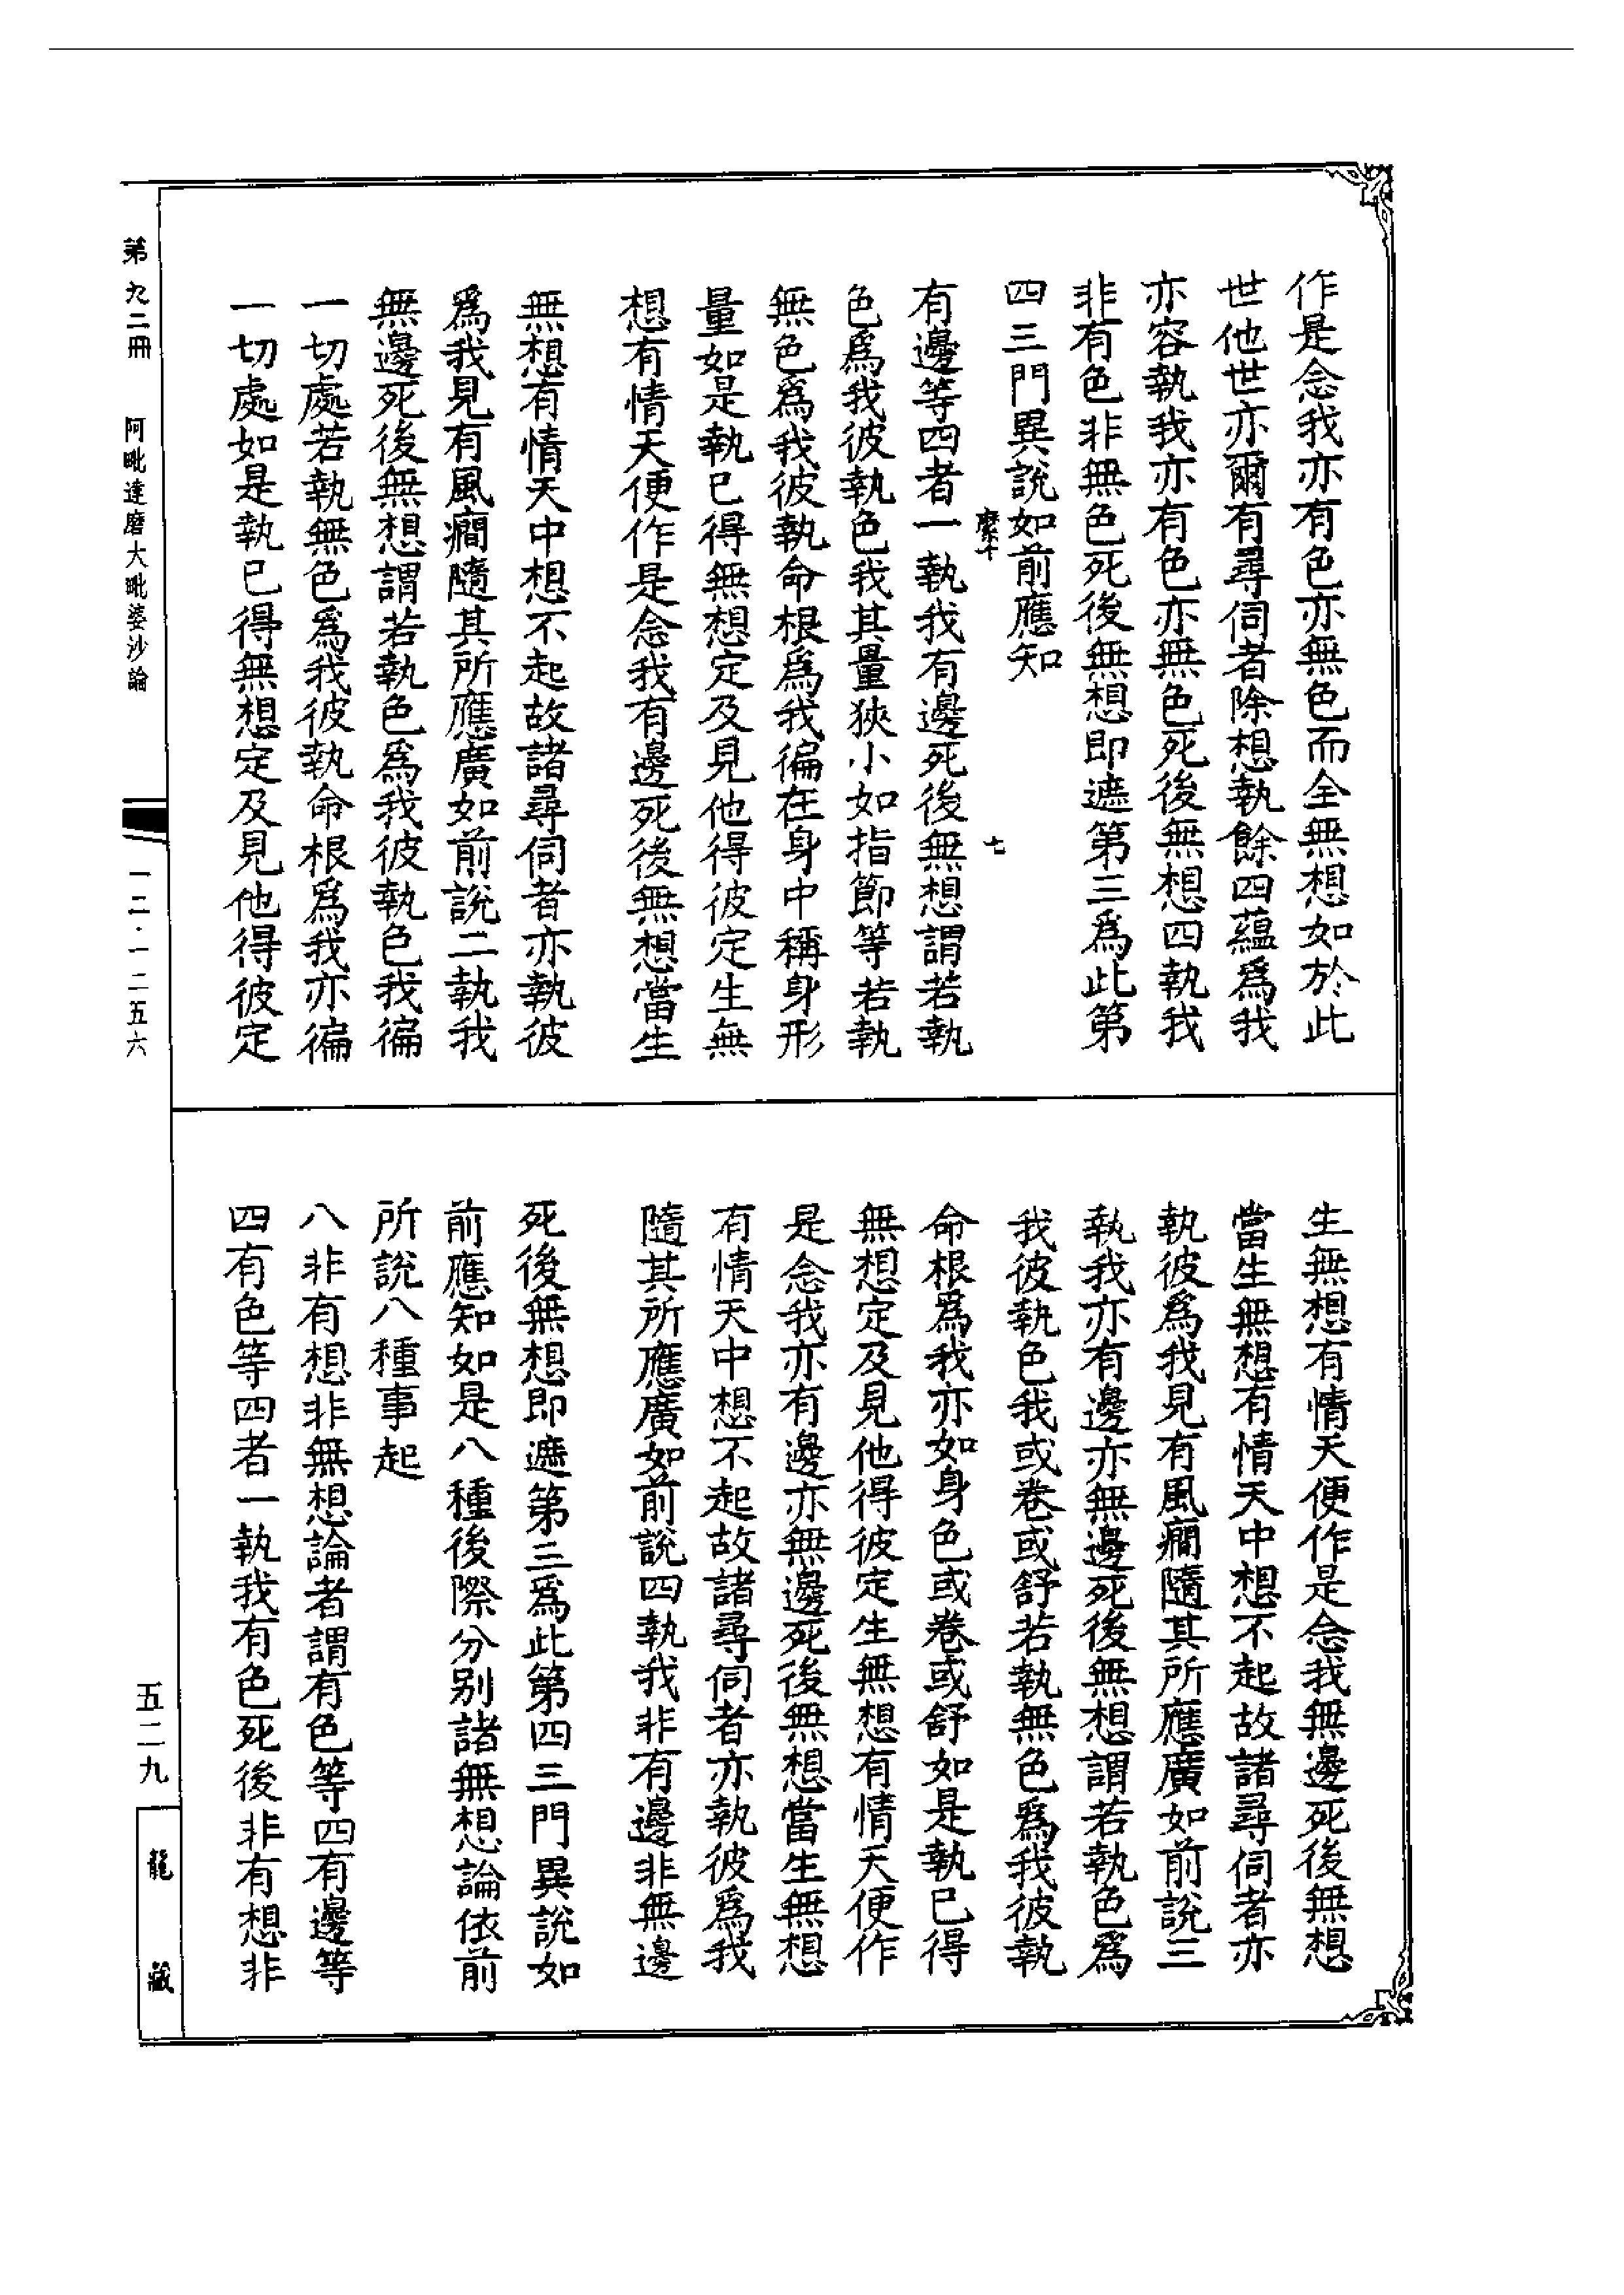 作是念我亦有色亦無色而全無想如於此
世他世亦爾有尋伺者除想執餘四蘊爲我
亦容執我亦有色亦無色死後無想四執我
非有色非無色死後無想即遮第三爲此第
四三門異說如前應知
七
有邊等四者一執我有邊死後無想謂若執
色爲我彼執色我其量狹小如指節等若執
無色爲我彼執命根爲我徧在身中稱身形
量如是執已得無想定及見他得彼定生無
想有情天便作是念我有邊死後無想當生
無想有情天中想不起故諸尋伺者亦執彼
爲我見有風癎隨其所應廣如前說二執我
無邊死後無想謂若執色爲我彼執色我徧
一切處若執無色爲我彼執命根爲我亦徧
一切處如是執已得無想定及見他得彼定
生無想有情天便作是念我無邊死後無想
當生無想有情天中想不起故諸尋伺者亦
執彼爲我見有風癎隨其所應廣如前說三
執我亦有邊亦無邊死後無想謂若執色爲
我彼執色我或卷或舒若執無色爲我彼執
命根爲我亦如身色或卷或舒如是執已得
無想定及見他得彼定生無想有情天便作
是念我亦有邊亦無邊死後無想當生無想
有情天中想不起故諸尋伺者亦執彼爲我
隨其所應廣如前說四執我非有邊非無邊
死後無想即遮第三爲此第四三門異說如
前應知如是八種後際分别諸無想論依前
所說八種事起
八非有想非無想論者謂有色等四有邊等
四有色等四者一執我有色死後非有想非
第九二冊 阿毗達磨大毗婆沙論
一二·一二五六
五二九
龍藏